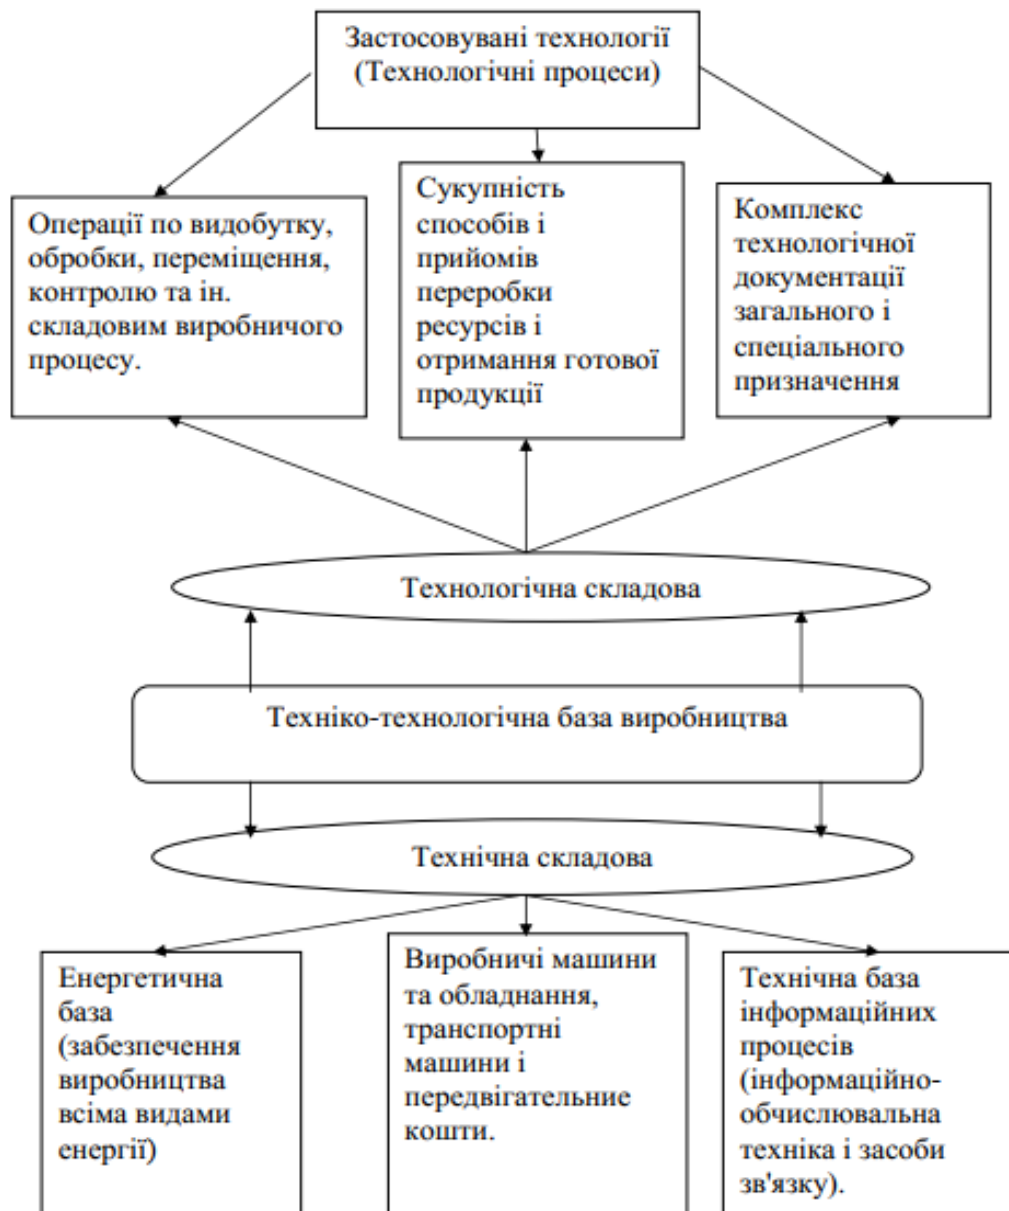 Застосовувані технології
(Технологічні процеси)
Операції по видобутку,
обробки, переміщення,
контролю та ін.
складовим виробничого
процесу.
Сукупність
способів і
прийомів
переробки
ресурсів і
отримання готової
продукції
Комплекс
технологічної
документації
загального і
спеціального
призначення
Технологічна складова
Техніко-технологічна база виробництва
Технічна складова
Енергетична
база
(забезпечення
виробництва
всіма видами
енергії)
Виробничі машини
та обладнання,
транспортні
машини і
передвігательние
кошти.
Технічна база
інформаційних
процесів
(інформаційно-
обчислювальна
техніка і засоби
зв'язку).